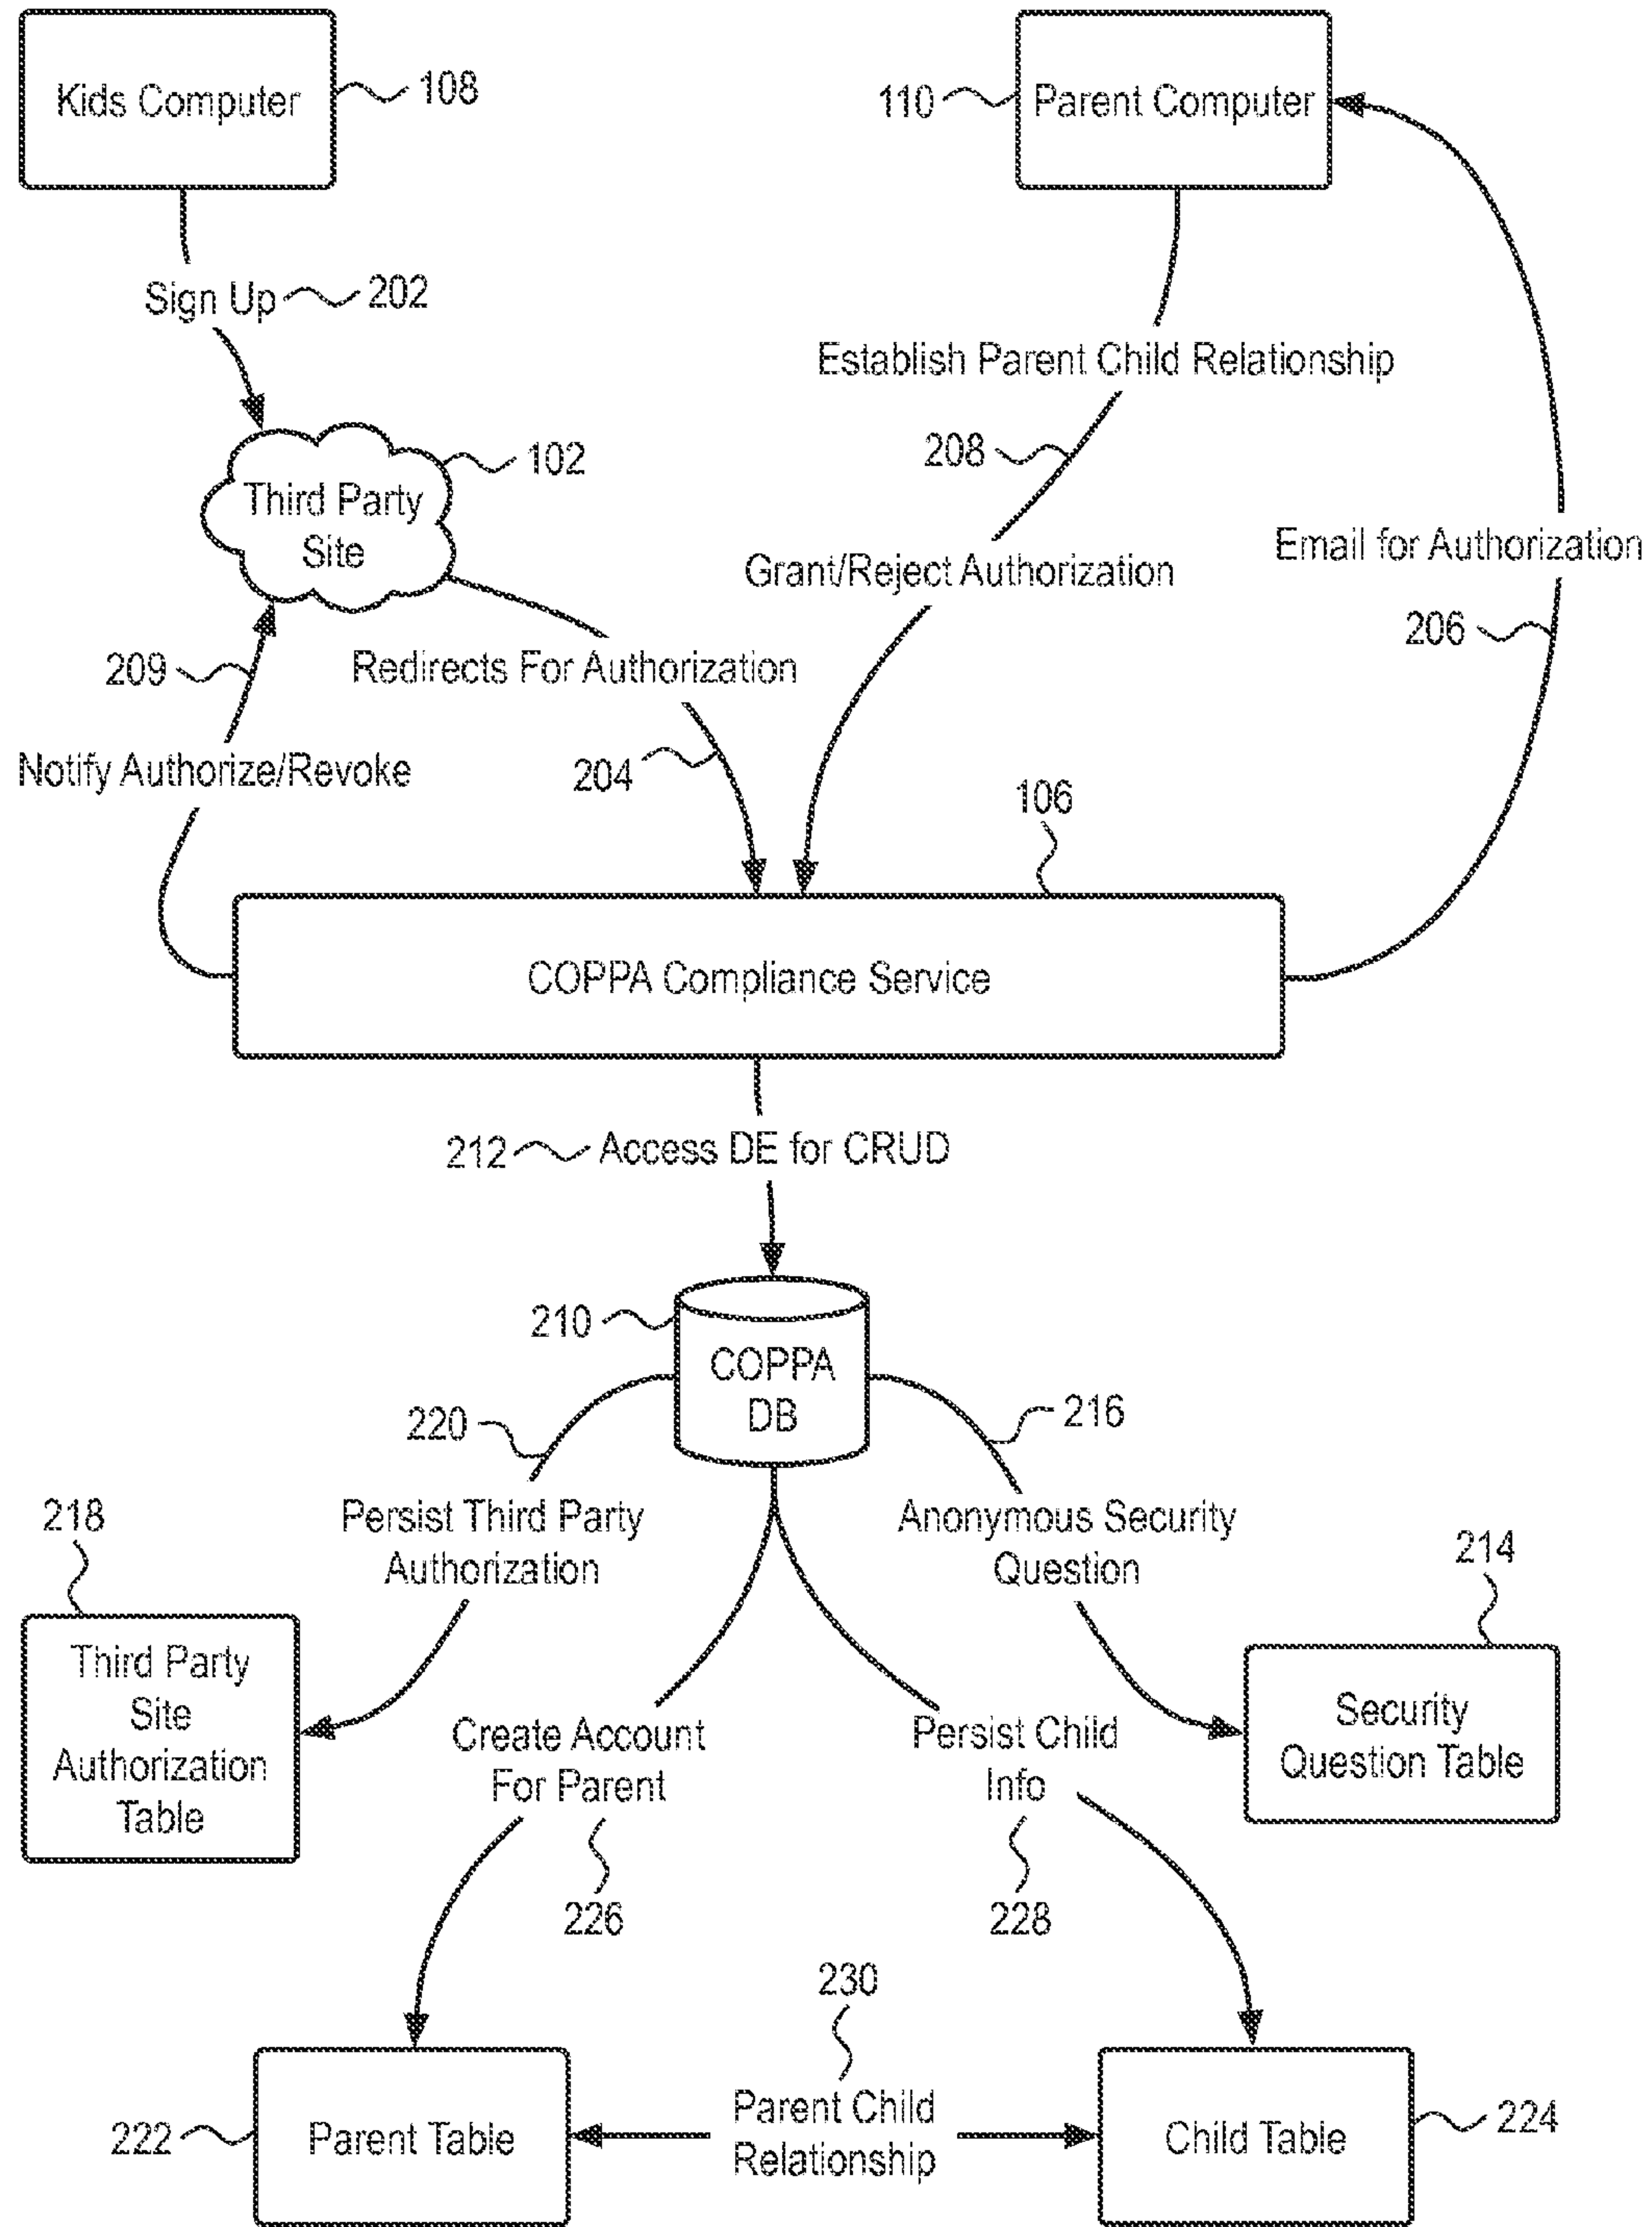 Kids Computer
108
110
Parent Computer
Sign Up
202
Establish Parent Child Relationship
208
102
Third Party
Site
Email for Authorization
Grant/Reject Authorization
206
209
Redirects For Authorization
Notify Authorize/Revoke
204
106
COPPA Compliance Service
212
Access DE for CRUD
210
COPPA
DB
220
216
218
Persist Third Party
Authorization
Anonymous Security
Question
214
Third Party
Site
Authorization
Table
Create Account
For Parent
Persist Child
Info
Security
Question Table
226
228
230
222
Parent Table
Parent Child
Relationship
Child Table
224